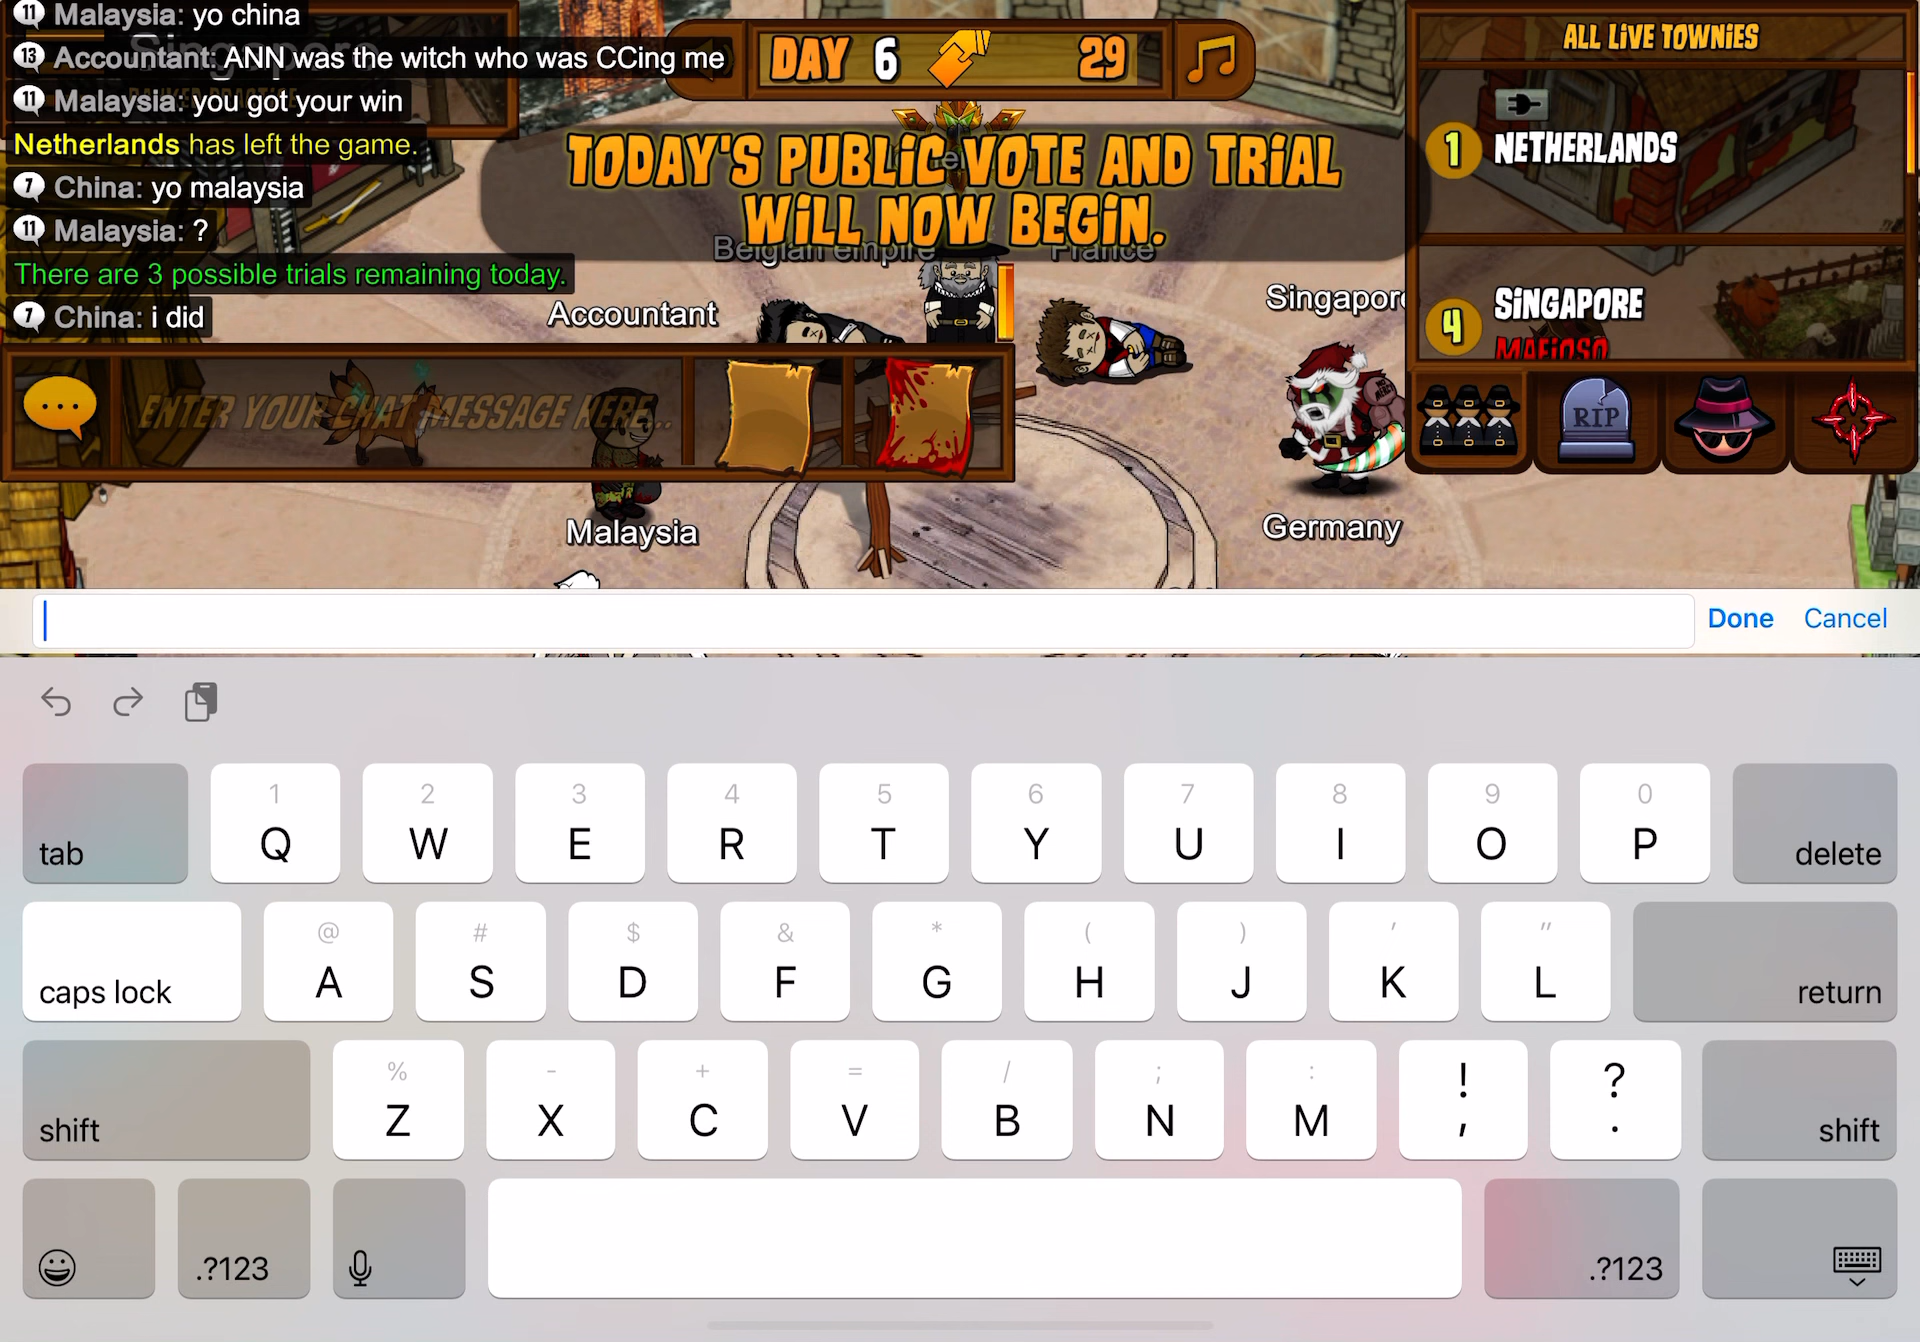 11 Malaysia: yo china
13 Accountant: ANN was the witch who was CCing me
11 Malaysia: you got your win
Netherlands has left the game.
7 China: yo malaysia
11 Malaysia: ?
There are 3 possible trials remaining today.
7 China: i did
ENTER YOUR CHAT MESSAGE HERE...
DAY 6 29
TODAY'S PUBLIC VOTE AND TRIAL
WILL NOW BEGIN.
Belgian empire
France
Accountant
Singapore
Malaysia
Germany
ALL LIVE TOWNIES
1 NETHERLANDS
4 SINGAPORE
MAFIOSO
RIP
Done Cancel
1 2 3 4 5 6 7 8 9 0
tab Q W E R T Y U I O P delete
@ # $ & * ( ) ' "
caps lock A S D F G H J K L return
% - + = / ; : ! ?
shift Z X C V B N M , . shift
.?123 .?123